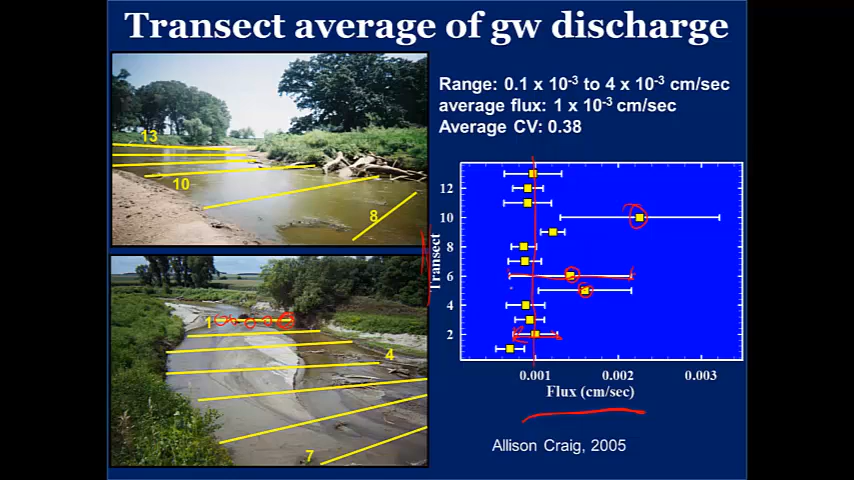 Transect average of gw discharge
Range: 0.1 x 10-3 to 4 x 10-3 cm/sec
average flux: 1 x 10-3 cm/sec
Average CV: 0.38
13
10
8
1
4
7
12
10
8
6
4
2
Transect
0.001 0.002 0.003
Flux (cm/sec)
Allison Craig, 2005